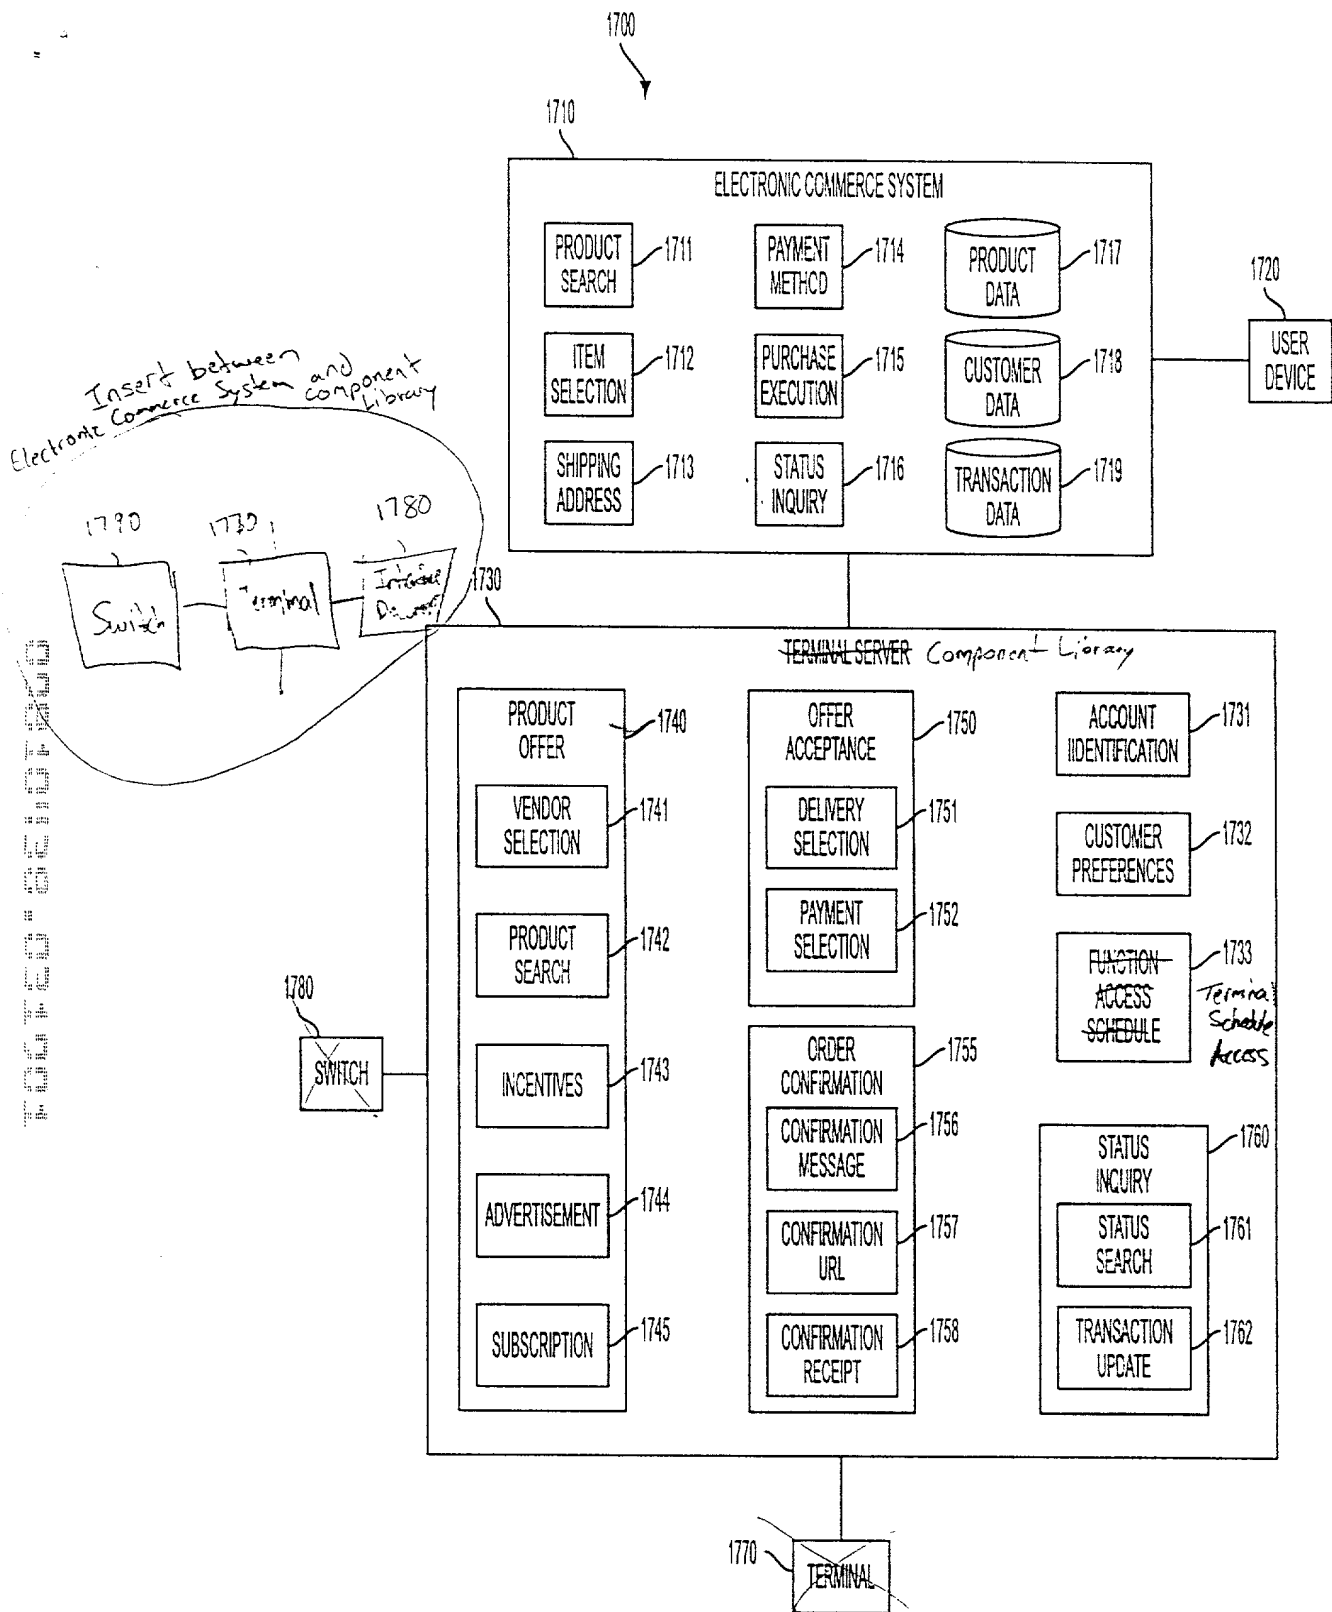 1700
1710
ELECTRONIC COMMERCE SYSTEM
PRODUCT
SEARCH
1711
PAYMENT
METHOD
1714
PRODUCT
DATA
1717
ITEM
SELECTION
1712
PURCHASE
EXECUTION
1715
CUSTOMER
DATA
1718
SHIPPING
ADDRESS
1713
STATUS
INQUIRY
1716
TRANSACTION
DATA
1719
1720
USER
DEVICE
Insert between
Electronic Commerce System and
component
Library
1790
Switch
1730
Terminal
1780
1730
TERMINAL SERVER Component Library
PRODUCT
OFFER
1740
VENDOR
SELECTION
1741
PRODUCT
SEARCH
1742
INCENTIVES
1743
ADVERTISEMENT
1744
SUBSCRIPTION
1745
OFFER
ACCEPTANCE
1750
DELIVERY
SELECTION
1751
PAYMENT
SELECTION
1752
ORDER
CONFIRMATION
1755
CONFIRMATION
MESSAGE
1756
CONFIRMATION
URL
1757
CONFIRMATION
RECEIPT
1758
ACCOUNT
IIDENTIFICATION
1731
CUSTOMER
PREFERENCES
1732
FUNCTION
ACCESS
SCHEDULE
1733
Terminal
Schedule
Access
STATUS
INQUIRY
1760
STATUS
SEARCH
1761
TRANSACTION
UPDATE
1762
1780
SWITCH
1770
TERMINAL